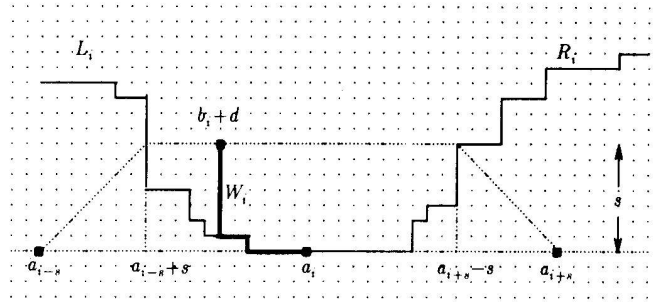 L_i R_i
b_i + d
W_i s
a_{i-s} a_{i-s}+s a_i a_{i+s}-s a_{i+s}